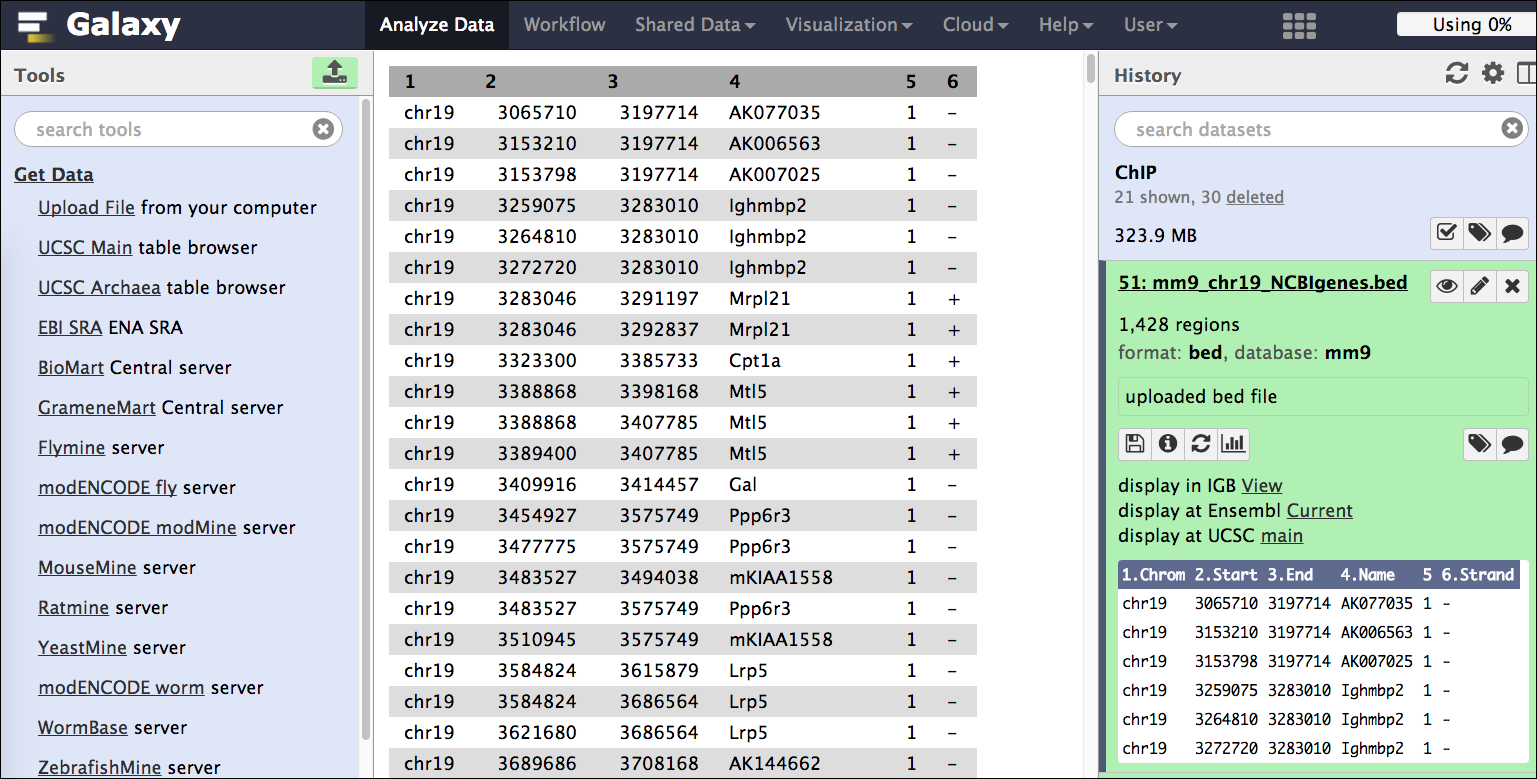 Galaxy
Analyze Data Workflow Shared Data Visualization Cloud Help User Using 0%
Tools
search tools
Get Data
Upload File from your computer
UCSC Main table browser
UCSC Archaea table browser
EBI SRA ENA SRA
BioMart Central server
GrameneMart Central server
Flymine server
modENCODE fly server
modENCODE modMine server
MouseMine server
Ratmine server
YeastMine server
modENCODE worm server
WormBase server
ZebrafishMine server
1 2 3 4 5 6
chr19 3065710 3197714 AK077035 1 –
chr19 3153210 3197714 AK006563 1 –
chr19 3153798 3197714 AK007025 1 –
chr19 3259075 3283010 Ighmbp2 1 –
chr19 3264810 3283010 Ighmbp2 1 –
chr19 3272720 3283010 Ighmbp2 1 –
chr19 3283046 3291197 Mrpl21 1 +
chr19 3283046 3292837 Mrpl21 1 +
chr19 3323300 3385733 Cpt1a 1 +
chr19 3388868 3398168 Mtl5 1 +
chr19 3388868 3407785 Mtl5 1 +
chr19 3389400 3407785 Mtl5 1 +
chr19 3409916 3414457 Gal 1 –
chr19 3454927 3575749 Ppp6r3 1 –
chr19 3477775 3575749 Ppp6r3 1 –
chr19 3483527 3494038 mKIAA1558 1 –
chr19 3483527 3575749 Ppp6r3 1 –
chr19 3510945 3575749 mKIAA1558 1 –
chr19 3584824 3615879 Lrp5 1 –
chr19 3584824 3686564 Lrp5 1 –
chr19 3621680 3686564 Lrp5 1 –
chr19 3689686 3708168 AK144662 1 –
History
search datasets
ChIP
21 shown, 30 deleted
323.9 MB
51: mm9_chr19_NCBIgenes.bed
1,428 regions
format: bed, database: mm9
uploaded bed file
display in IGB View
display at Ensembl Current
display at UCSC main
1.Chrom 2.Start 3.End 4.Name 5 6.Strand
chr19 3065710 3197714 AK077035 1 -
chr19 3153210 3197714 AK006563 1 -
chr19 3153798 3197714 AK007025 1 -
chr19 3259075 3283010 Ighmbp2 1 -
chr19 3264810 3283010 Ighmbp2 1 -
chr19 3272720 3283010 Ighmbp2 1 -